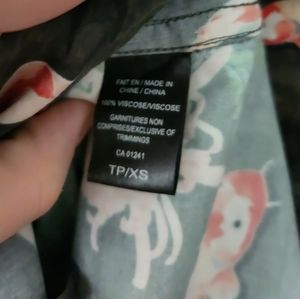 FAIT EN / MADE IN
CHINE / CHINA
100% VISCOSE/VISCOSE
GARNITURES NON
COMPRISES/EXCLUSIVE OF
TRIMMINGS
CA 01241
TP/XS